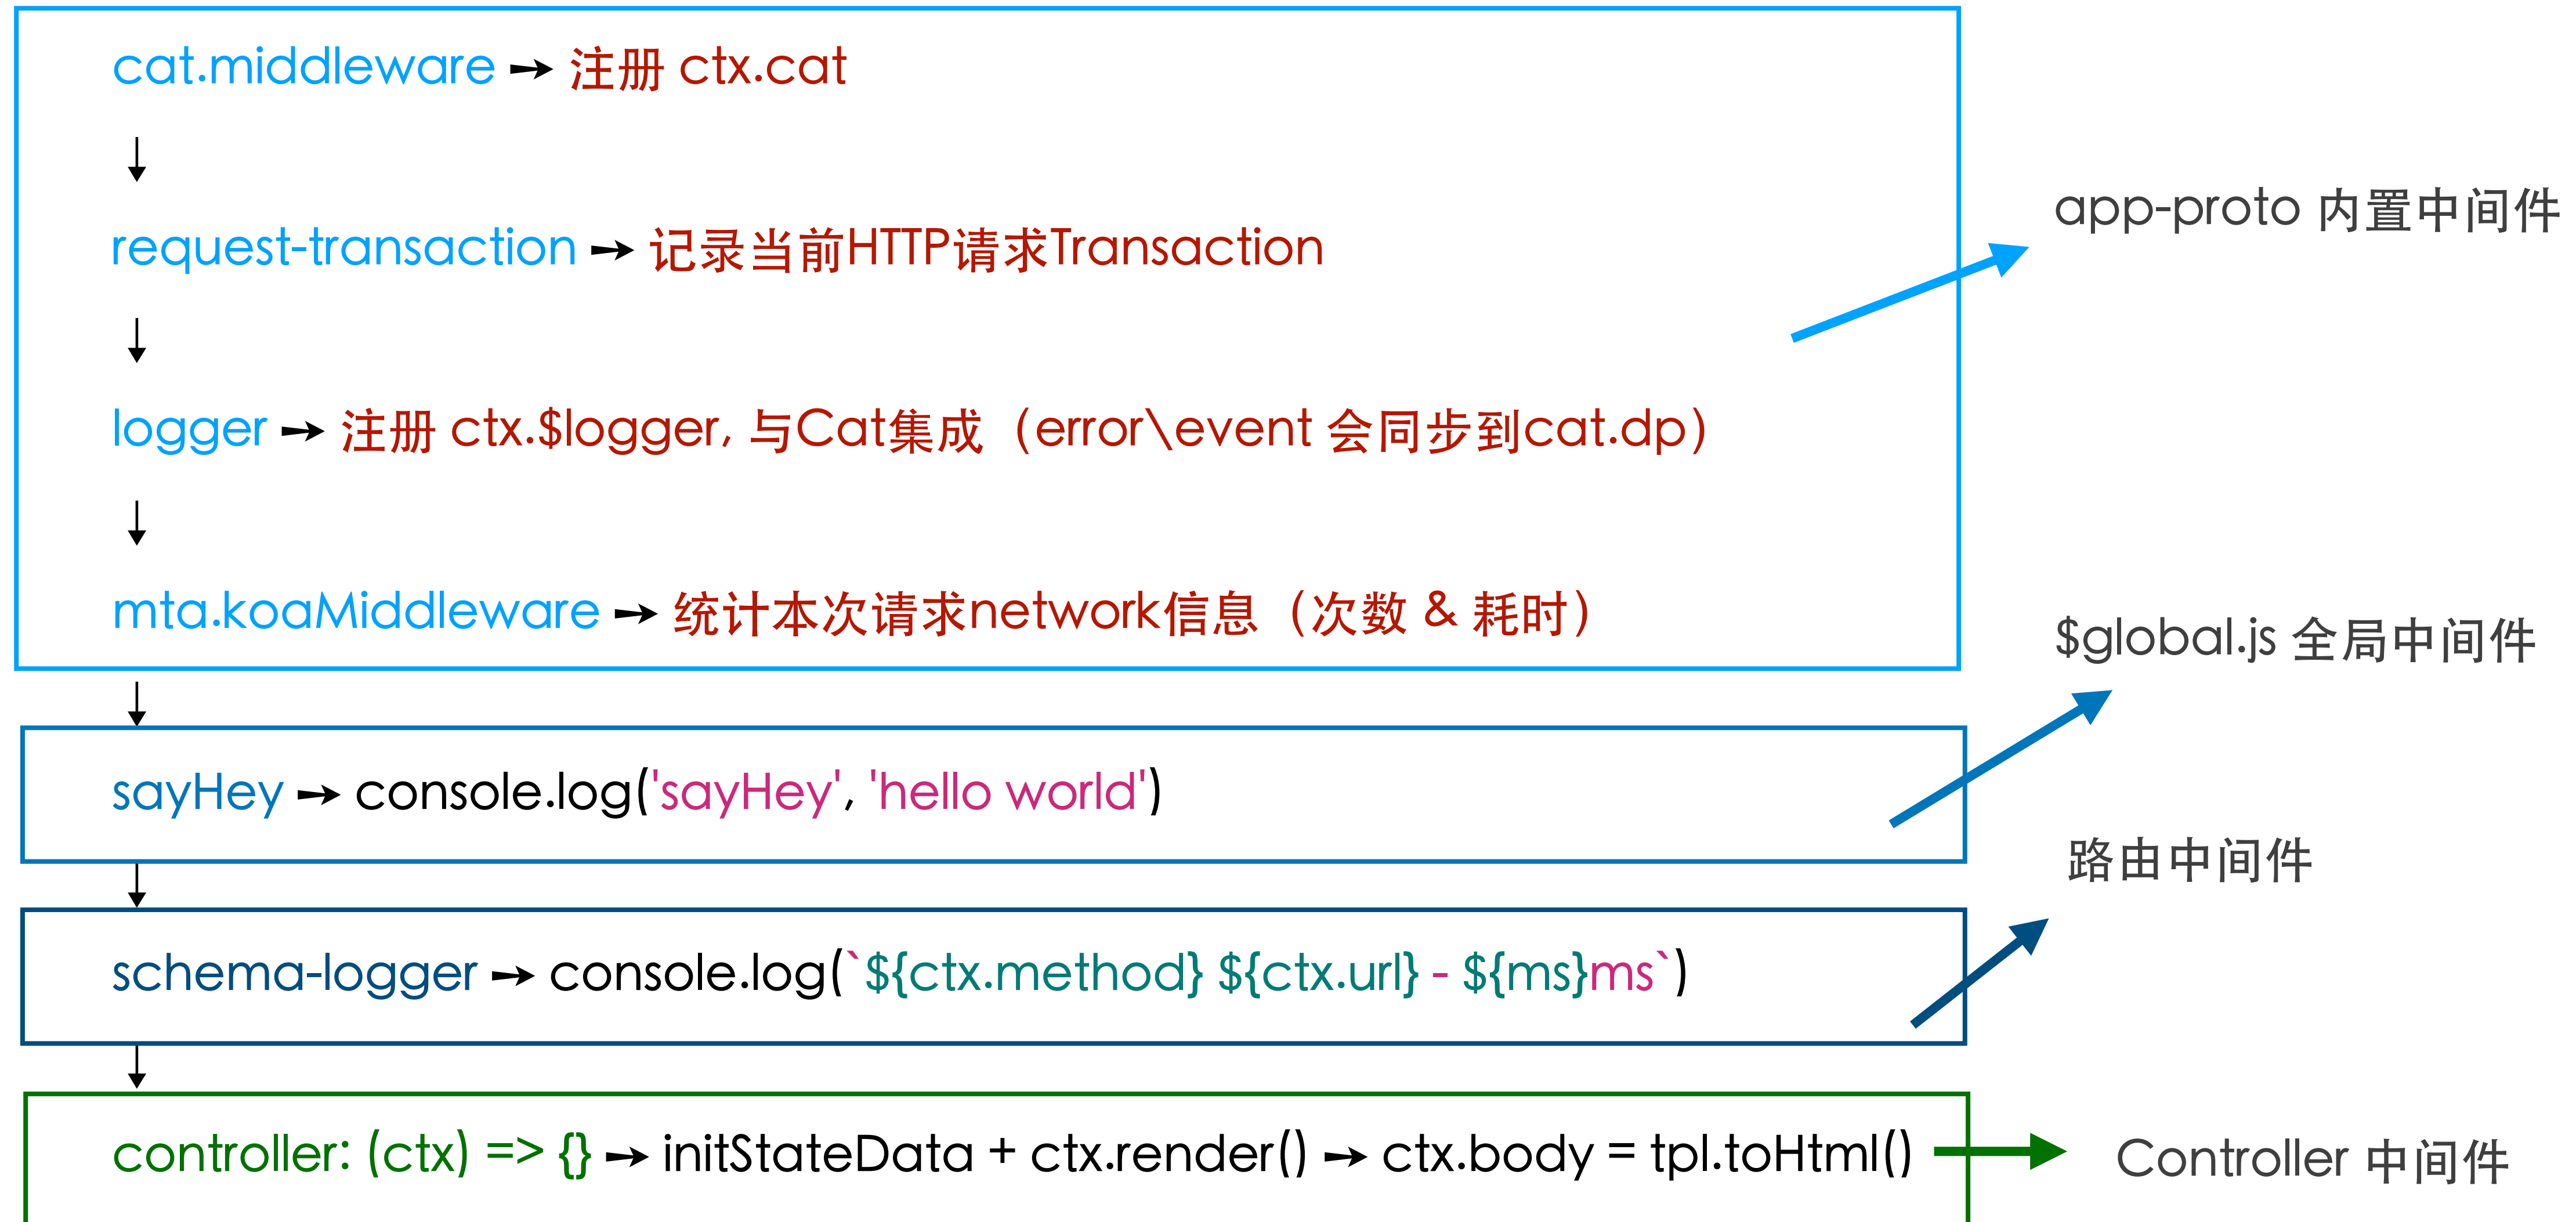 cat.middleware → 注册 ctx.cat
request-transaction → 记录当前HTTP请求Transaction
app-proto 内置中间件
logger → 注册 ctx.$logger, 与Cat集成（error\event 会同步到cat.dp）
mta.koaMiddleware → 统计本次请求network信息（次数 & 耗时）
$global.js 全局中间件
sayHey → console.log('sayHey', 'hello world')
路由中间件
schema-logger → console.log(`${ctx.method} ${ctx.url} - ${ms}ms`)
controller: (ctx) => {} → initStateData + ctx.render() → ctx.body = tpl.toHtml()
Controller 中间件